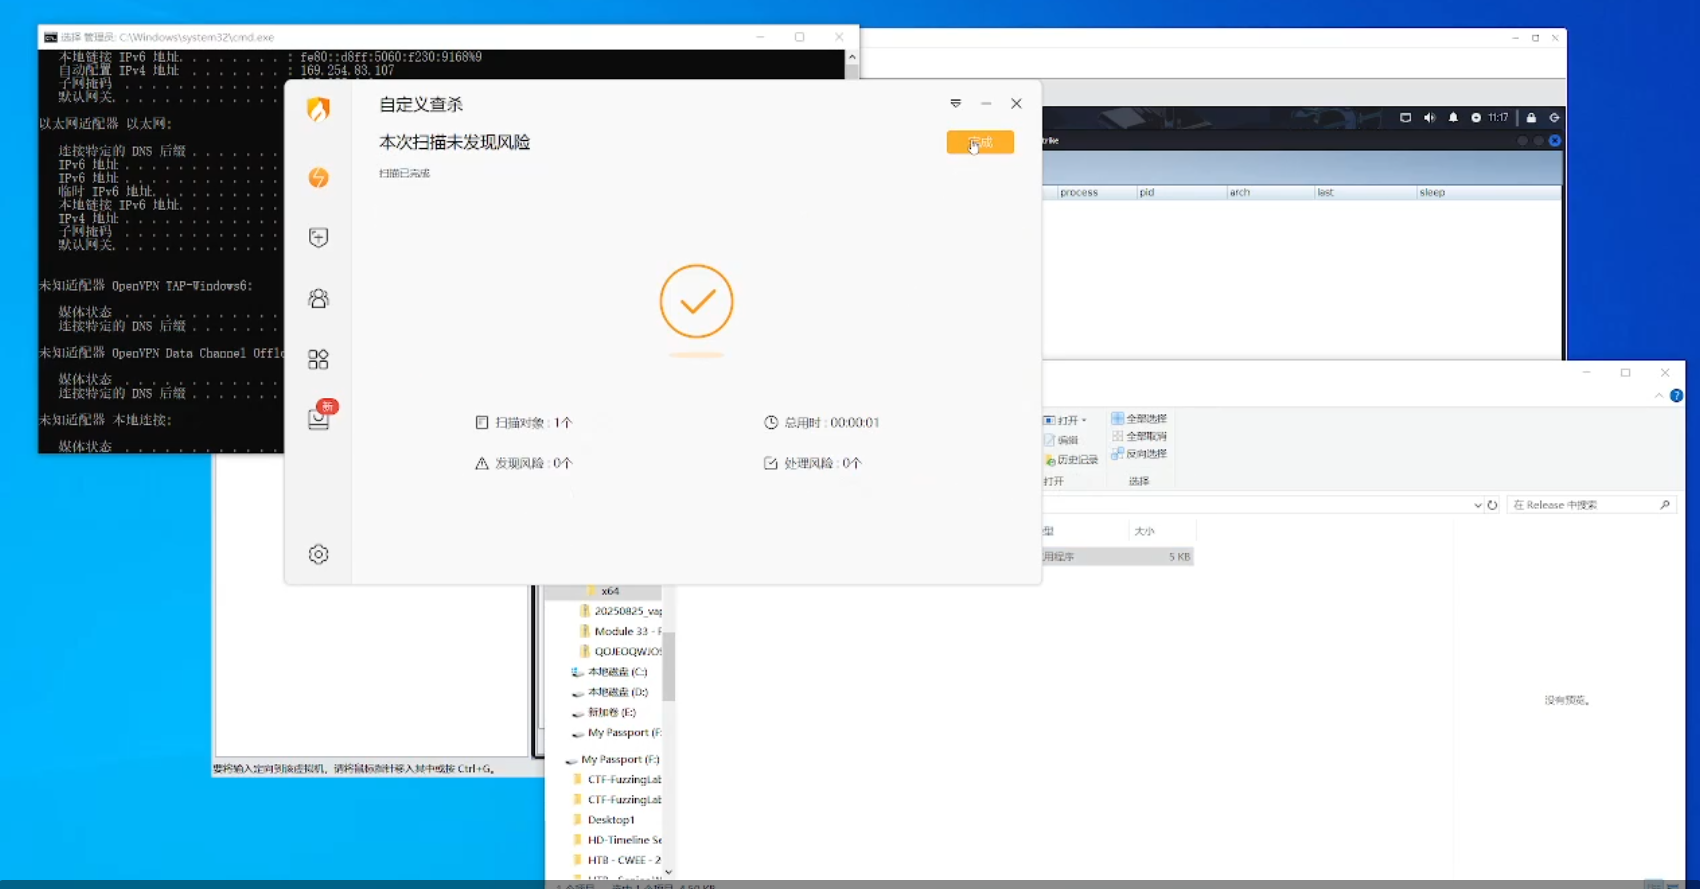 选择 管理员: C:\Windows\system32\cmd.exe
本地链接 IPv6 地址. . . . . . . . : fe80::d8ff:5060:f230:9168%9
自动配置 IPv4 地址 . . . . . . . : 169.254.83.107
子网掩码 . . . . . . . . . . . .
默认网关. . . . . . . . . . . . .
以太网适配器 以太网:
连接特定的 DNS 后缀 . . . . . . .
IPv6 地址 . . . . . . . . . . . .
IPv6 地址 . . . . . . . . . . . .
临时 IPv6 地址. . . . . . . . . .
本地链接 IPv6 地址. . . . . . . .
IPv4 地址 . . . . . . . . . . . .
子网掩码 . . . . . . . . . . . .
默认网关. . . . . . . . . . . . .
未知适配器 OpenVPN TAP-Windows6:
媒体状态 . . . . . . . . . . . .
连接特定的 DNS 后缀 . . . . . . .
未知适配器 OpenVPN Data Channel Offlo
媒体状态 . . . . . . . . . . . .
连接特定的 DNS 后缀 . . . . . . .
未知适配器 本地连接:
媒体状态 . . . . . . . . . . . .
自定义查杀
本次扫描未发现风险
完成
扫描已完成
新
扫描对象 : 1个
总用时 : 00:00:01
发现风险 : 0个
处理风险 : 0个
11:17
trike
process pid arch last sleep
打开
编辑
历史记录
打开
全部选择
全部取消
反向选择
选择
在 Release 中搜索
型 大小
用程序 5 KB
没有预览。
x64
20250825_vap
Module 33 - F
QOJEOQWJOS
本地磁盘 (C:)
本地磁盘 (D:)
新加卷 (E:)
My Passport (F:
My Passport (F:)
CTF-FuzzingLab
CTF-FuzzingLab
Desktop1
HD-Timeline Se
HTB - CWEE - 2
要将输入定向到该虚拟机，请将鼠标指针移入其中或按 Ctrl+G。